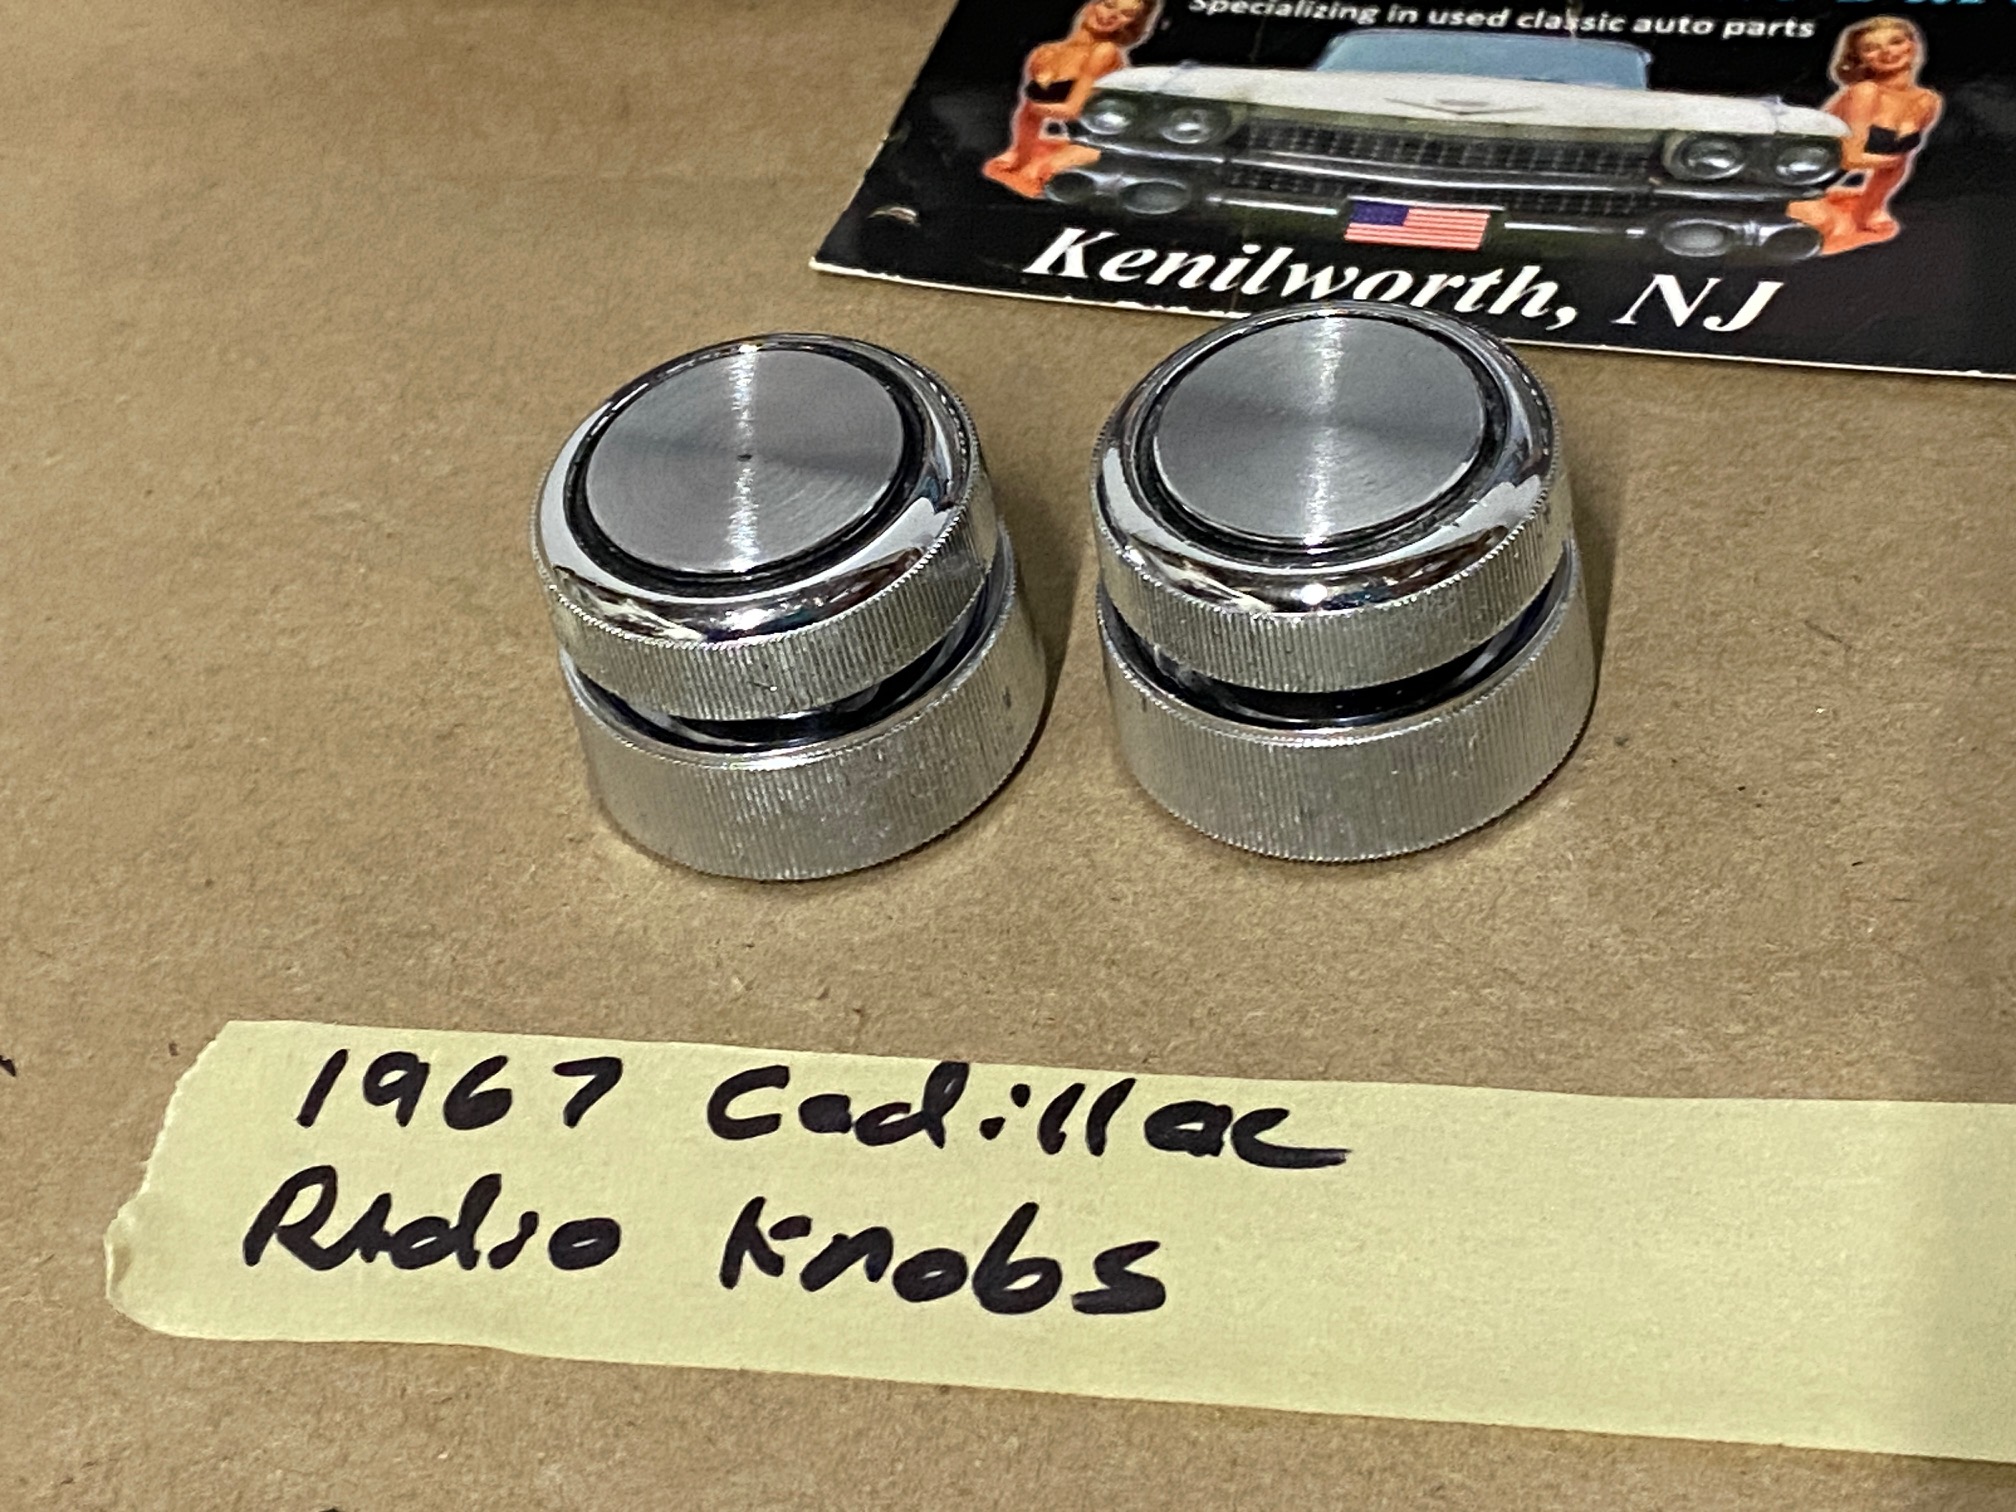 Specializing in used classic auto parts
Kenilworth, NJ
1967 Cadillac
Radio Knobs